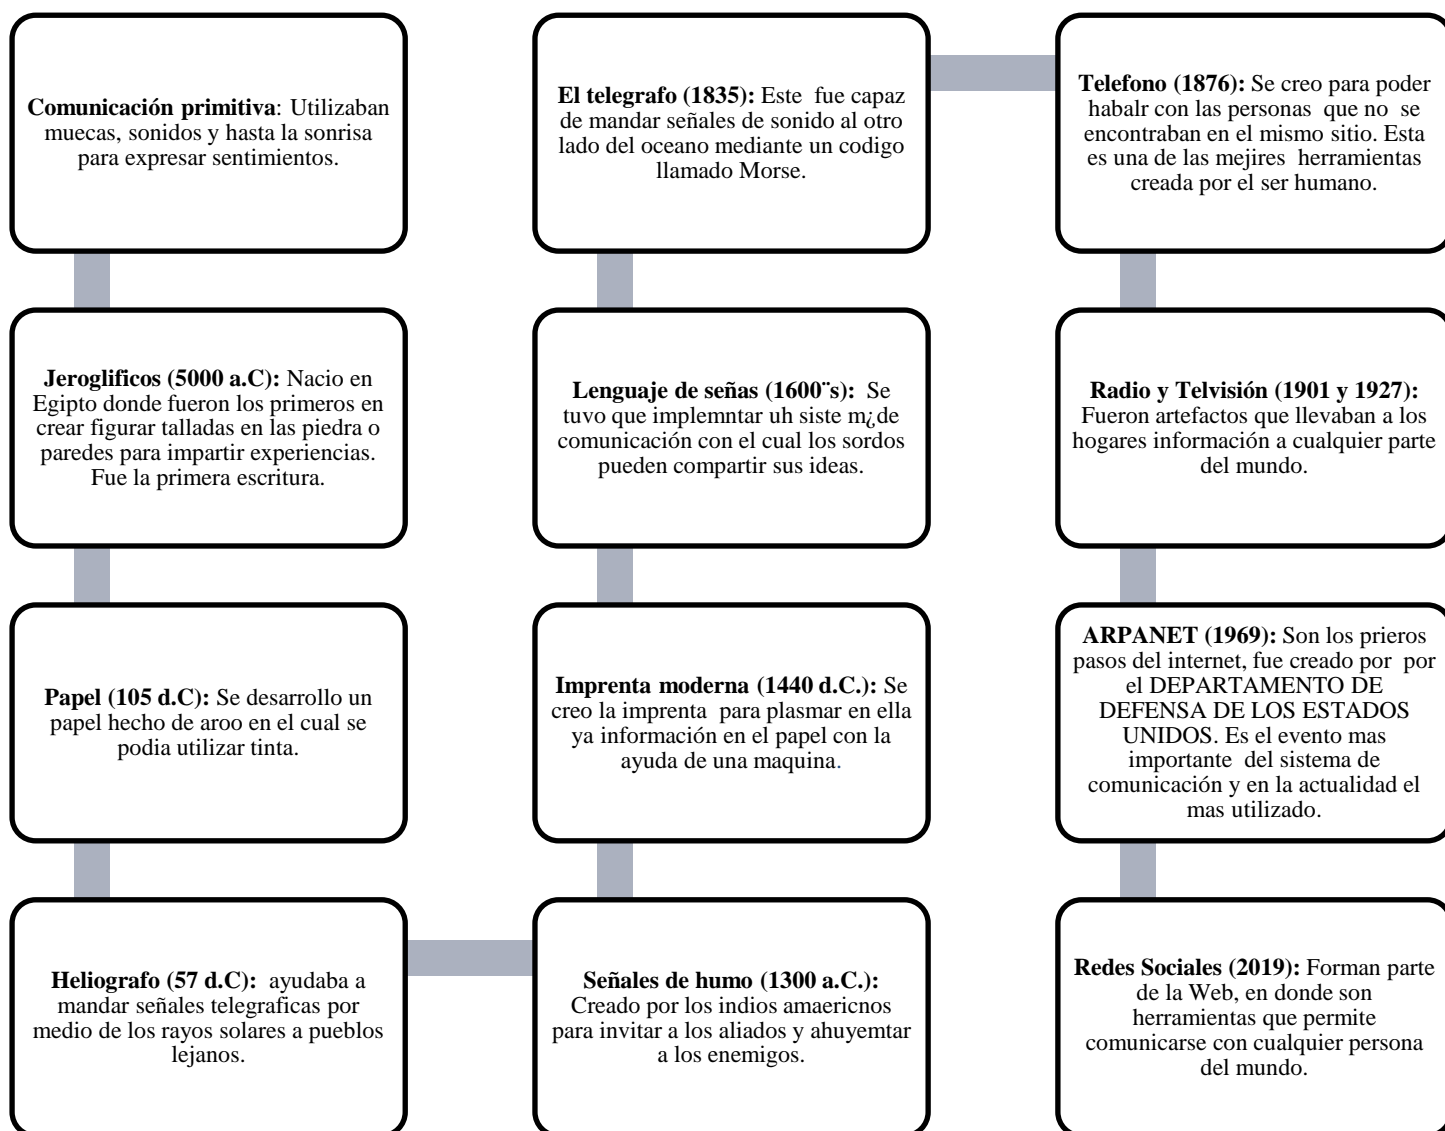 Comunicación primitiva: Utilizaban
muecas, sonidos y hasta la sonrisa
para expresar sentimientos.
Jeroglificos (5000 a.C): Nacio en
Egipto donde fueron los primeros en
crear figurar talladas en las piedra o
paredes para impartir experiencias.
Fue la primera escritura.
Papel (105 d.C): Se desarrollo un
papel hecho de aroo en el cual se
podia utilizar tinta.
Heliografo (57 d.C): ayudaba a
mandar señales telegraficas por
medio de los rayos solares a pueblos
lejanos.
Señales de humo (1300 a.C.):
Creado por los indios amaericnos
para invitar a los aliados y ahuyemtar
a los enemigos.
Imprenta moderna (1440 d.C.): Se
creo la imprenta para plasmar en ella
ya información en el papel con la
ayuda de una maquina.
Lenguaje de señas (1600¨s): Se
tuvo que implemntar uh siste m¿de
comunicación con el cual los sordos
pueden compartir sus ideas.
El telegrafo (1835): Este fue capaz
de mandar señales de sonido al otro
lado del oceano mediante un codigo
llamado Morse.
Telefono (1876): Se creo para poder
habalr con las personas que no se
encontraban en el mismo sitio. Esta
es una de las mejires herramientas
creada por el ser humano.
Radio y Telvisión (1901 y 1927):
Fueron artefactos que llevaban a los
hogares información a cualquier parte
del mundo.
ARPANET (1969): Son los prieros
pasos del internet, fue creado por por
el DEPARTAMENTO DE
DEFENSA DE LOS ESTADOS
UNIDOS. Es el evento mas
importante del sistema de
comunicación y en la actualidad el
mas utilizado.
Redes Sociales (2019): Forman parte
de la Web, en donde son
herramientas que permite
comunicarse con cualquier persona
del mundo.